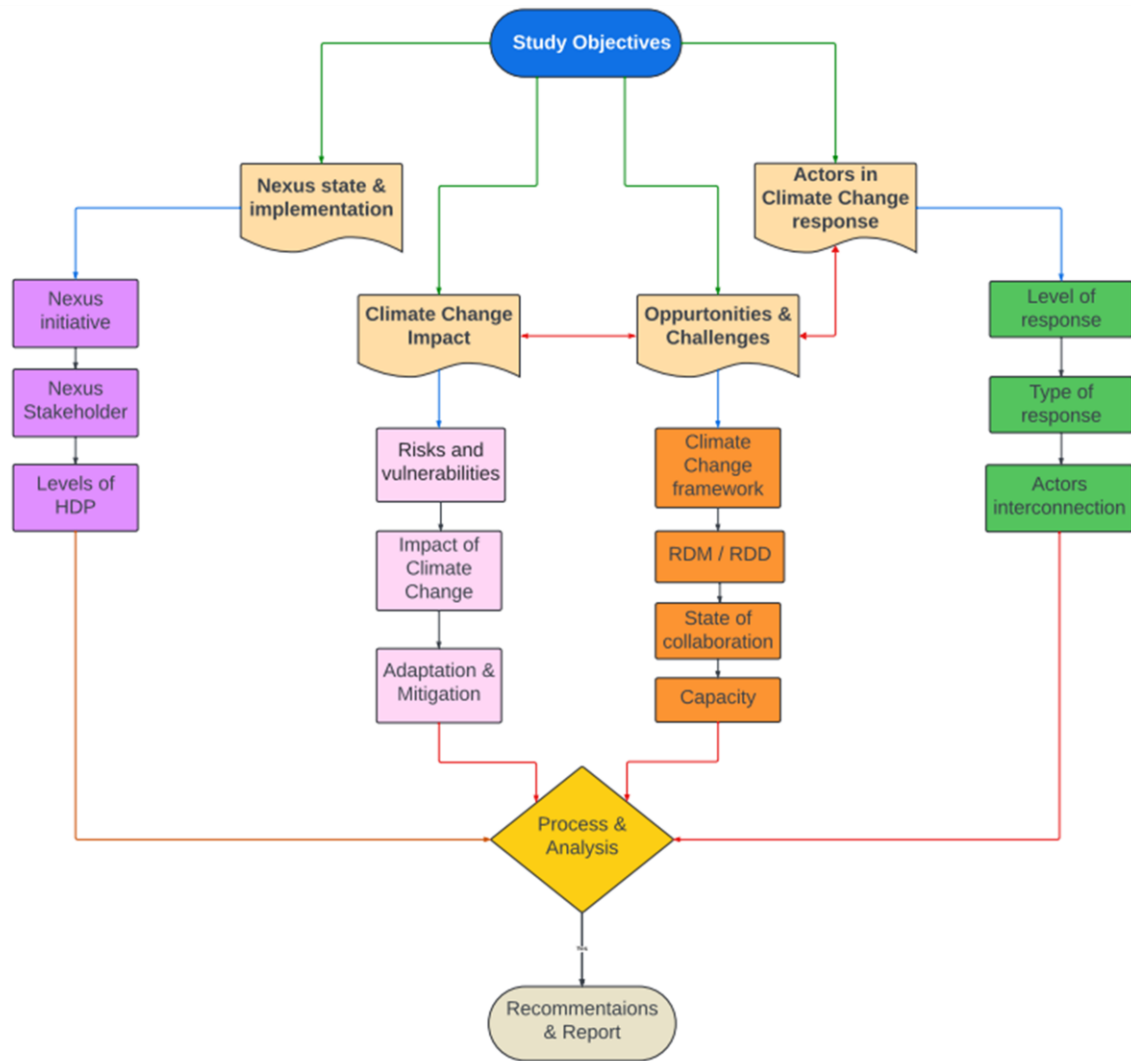 Study Objectives
Nexus state &
implementation
Actors in
Climate Change
response
Nexus
initiative
Climate Change
Impact
Oppurtonities &
Challenges
Level of
response
Nexus
Stakeholder
Type of
response
Risks and
vulnerabilities
Climate
Change
framework
Levels of
HDP
Actors
interconnection
Impact of
Climate
Change
RDM / RDD
State of
collaboration
Adaptation &
Mitigation
Capacity
Process &
Analysis
Yes
Recommentaions
& Report